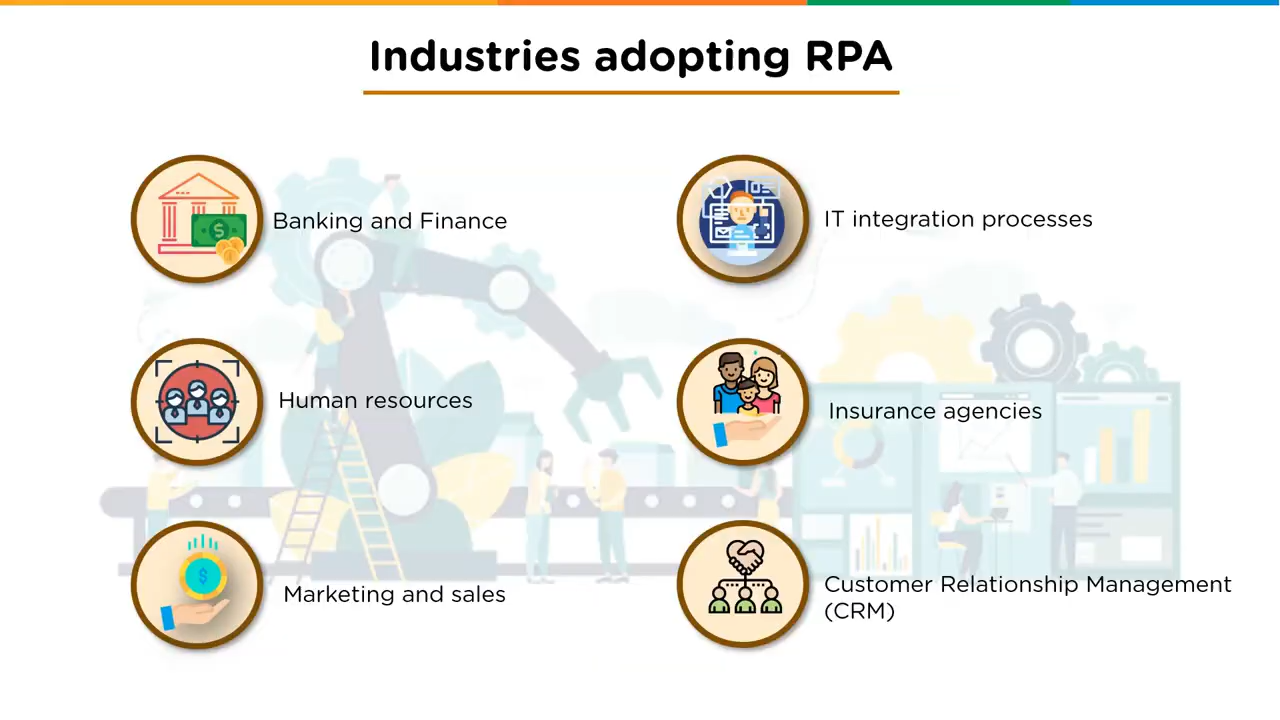 Industries adopting RPA
Banking and Finance
IT integration processes
Human resources
Insurance agencies
Marketing and sales
Customer Relationship Management
(CRM)